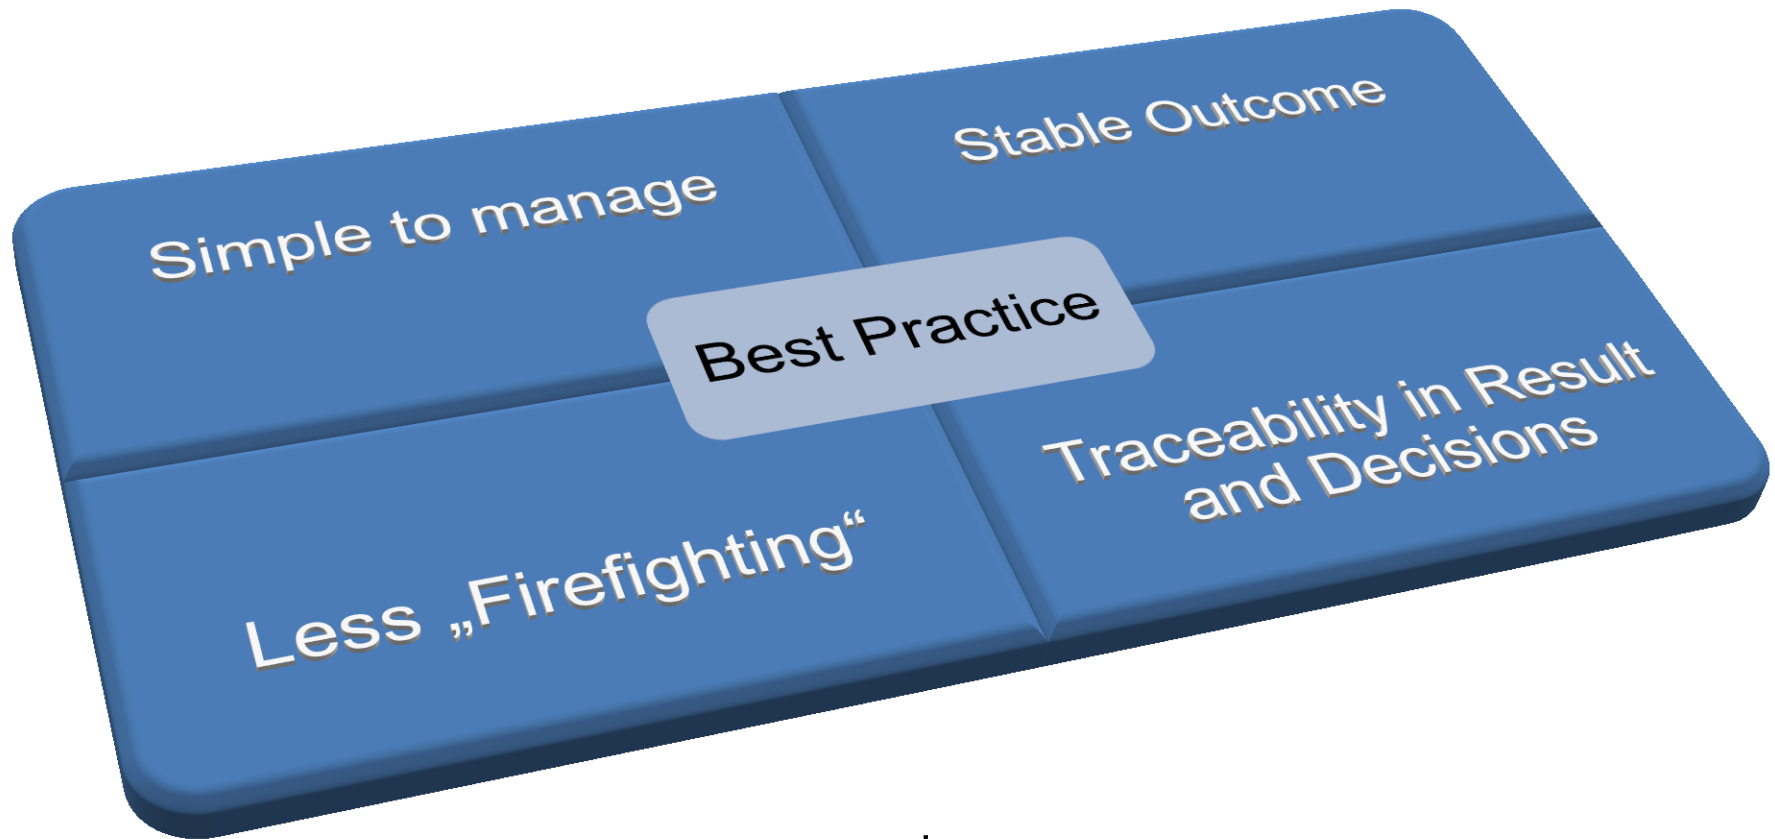 Simple to manage
Stable Outcome
Best Practice
Less „Firefighting“
Traceability in Result
and Decisions